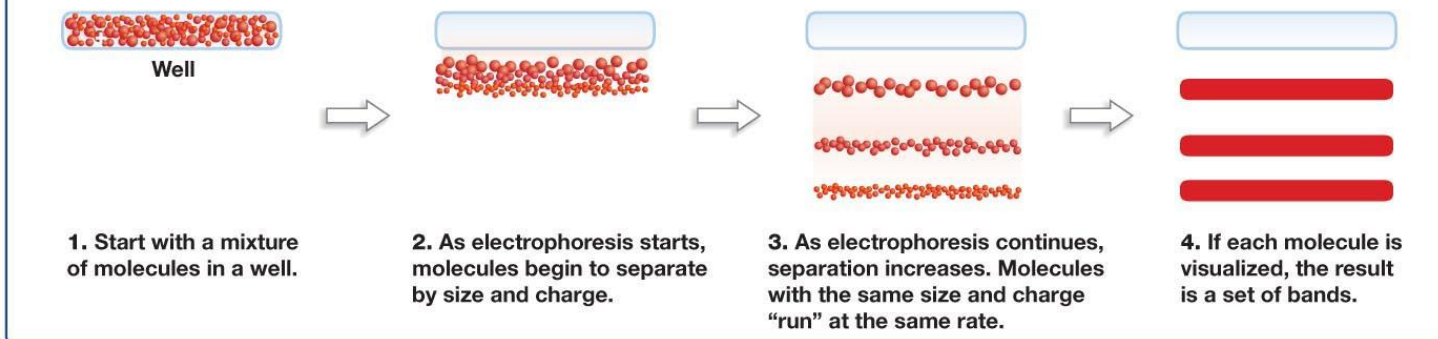 Well
1. Start with a mixture
of molecules in a well.
2. As electrophoresis starts,
molecules begin to separate
by size and charge.
3. As electrophoresis continues,
separation increases. Molecules
with the same size and charge
“run” at the same rate.
4. If each molecule is
visualized, the result
is a set of bands.